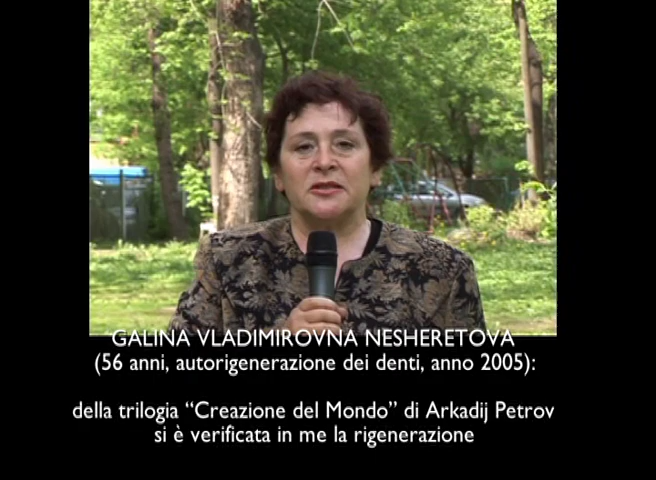 GALINA VLADIMIROVNA NESHERETOVA
(56 anni, autorigenerazione dei denti, anno 2005):
della trilogia “Creazione del Mondo” di Arkadij Petrov
si è verificata in me la rigenerazione